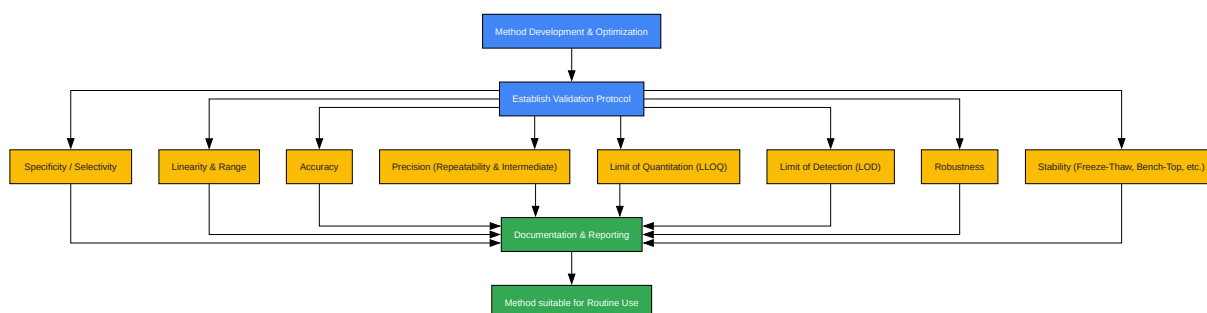 Method Development & Optimization
Establish Validation Protocol
Specificity / Selectivity
Linearity & Range
Accuracy
Precision (Repeatability & Intermediate)
Limit of Quantitation (LLOQ)
Limit of Detection (LOD)
Robustness
Stability (Freeze-Thaw, Bench-Top, etc.)
Documentation & Reporting
Method suitable for Routine Use